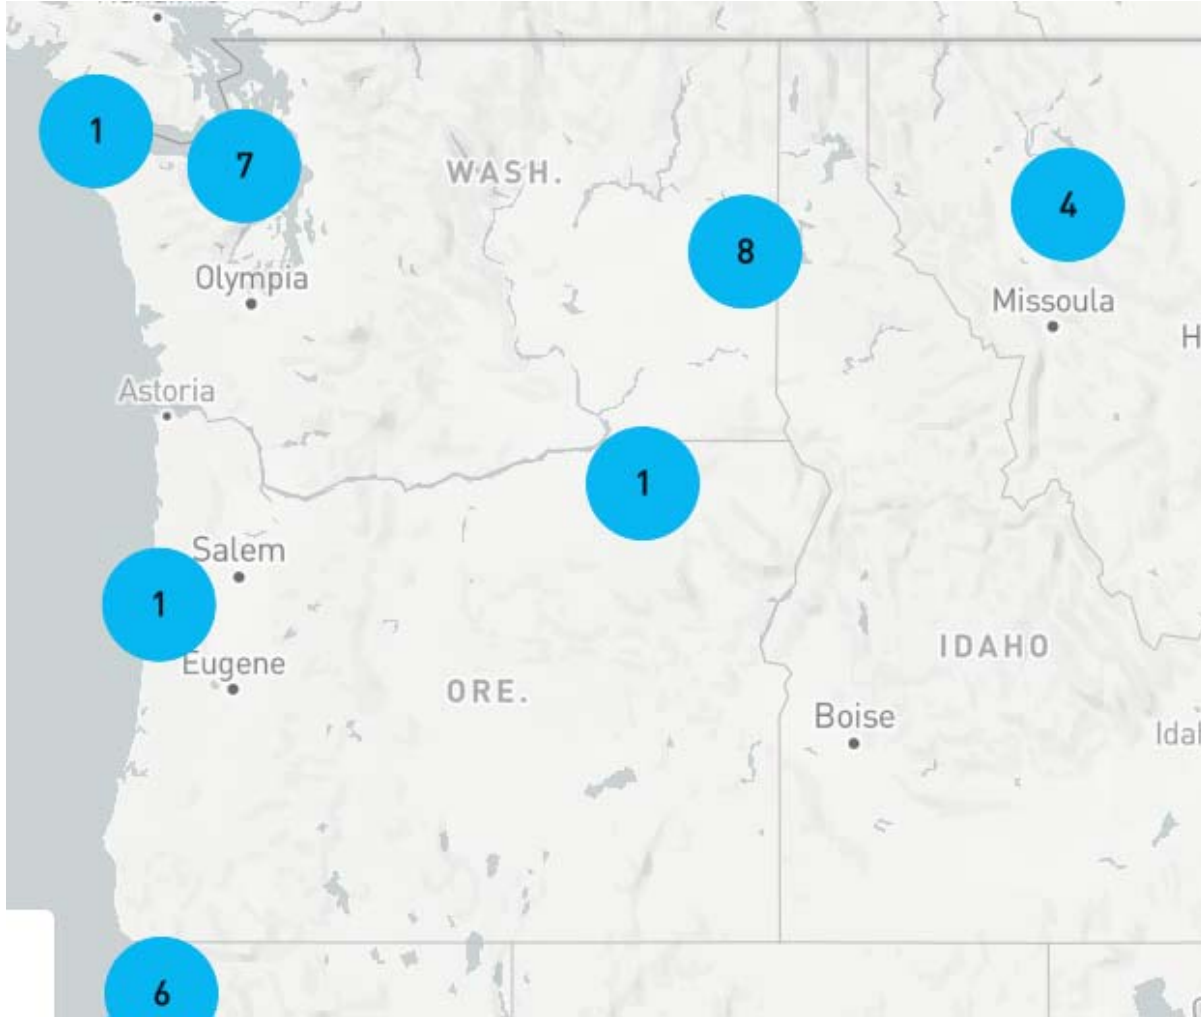 1
7
WASH.
4
8
Olympia
Missoula
Astoria
1
Salem
1
Eugene
IDAHO
ORE.
Boise
6